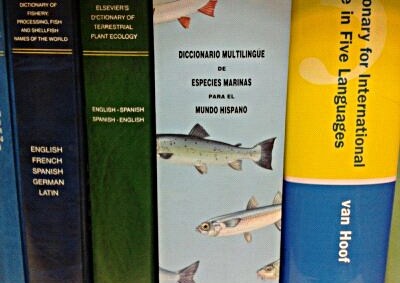 DICTIONARY OF
OF FISHERY
PROCESSING, FISH
AND SHELLFISH
NAMES OF THE WORLD
ENGLISH
FRENCH
SPANISH
GERMAN
LATIN
ELSEVIER'S
DICTIONARY OF
TERRESTRIAL
PLANT ECOLOGY
ENGLISH - SPANISH
SPANISH - ENGLISH
DICCIONARIO MULTILINGÜE
DE
ESPECIES MARINAS
PARA EL
MUNDO HISPANO
onary for International
e in Five Languages
van Hoof